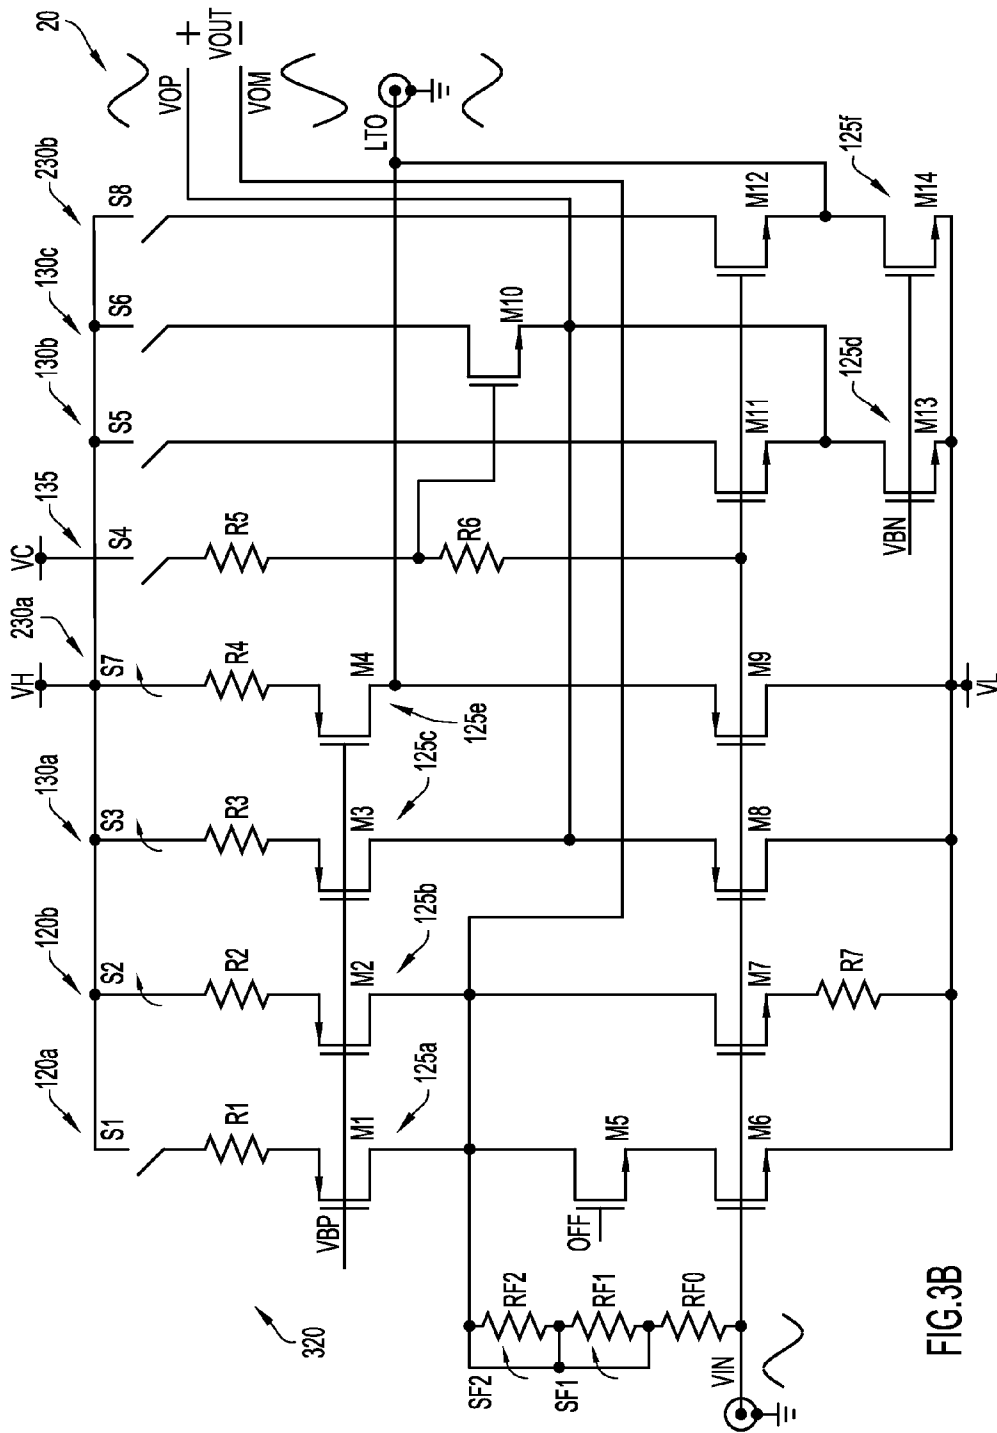 320
120a
120b
130a
230a
135
130b
130c
230b
20
VH
VC
S1
S2
S3
S7
S4
S5
S6
S8
VOP
+
VOUT
−
VOM
R1
R2
R3
R4
R5
R6
LTO
VBP
M1
M2
M3
M4
M10
125a
125b
125c
125e
SF2
RF2
SF1
RF1
RF0
OFF
M5
VIN
M6
M7
M8
M9
M11
M12
R7
VBN
125d
125f
M13
M14
VL
FIG.3B